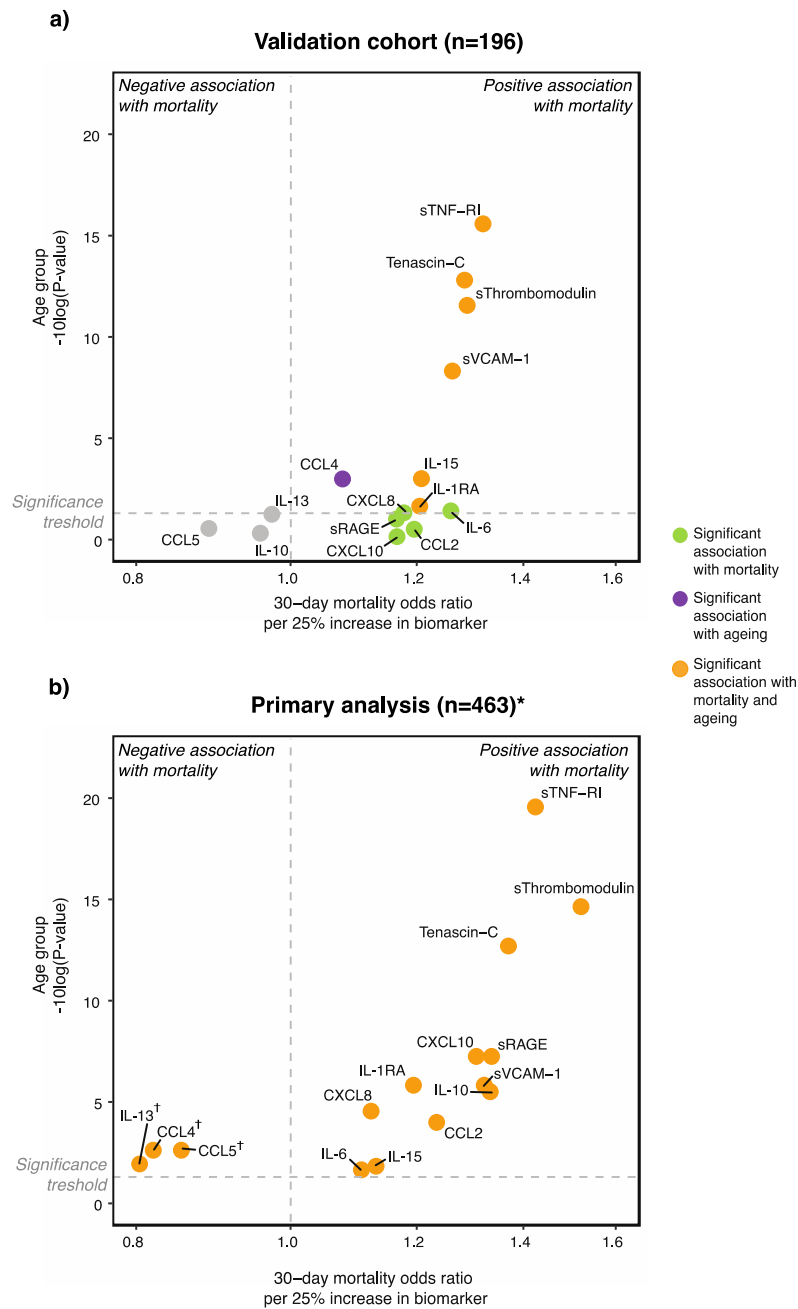 a)
Validation cohort (n=196)
Negative association
with mortality
Positive association
with mortality
20
15
10
5
0
Age group
-10log(P-value)
Significance
treshold
sTNF–RI
Tenascin–C
sThrombomodulin
sVCAM–1
CCL4
IL-15
CXCL8
IL-1RA
IL-13
sRAGE
IL-6
CCL5
IL-10
CXCL10
CCL2
0.8
1.0
1.2
1.4
1.6
30–day mortality odds ratio
per 25% increase in biomarker
Significant
association
with mortality
Significant
association
with ageing
Significant
association with
mortality and
ageing
b)
Primary analysis (n=463)*
Negative association
with mortality
Positive association
with mortality
20
15
10
5
0
Age group
-10log(P-value)
Significance
treshold
sTNF–RI
sThrombomodulin
Tenascin–C
CXCL10
sRAGE
IL-1RA
sVCAM–1
IL-10
CXCL8
CCL2
IL-13†
CCL4†
CCL5†
IL-6
IL-15
0.8
1.0
1.2
1.4
1.6
30–day mortality odds ratio
per 25% increase in biomarker